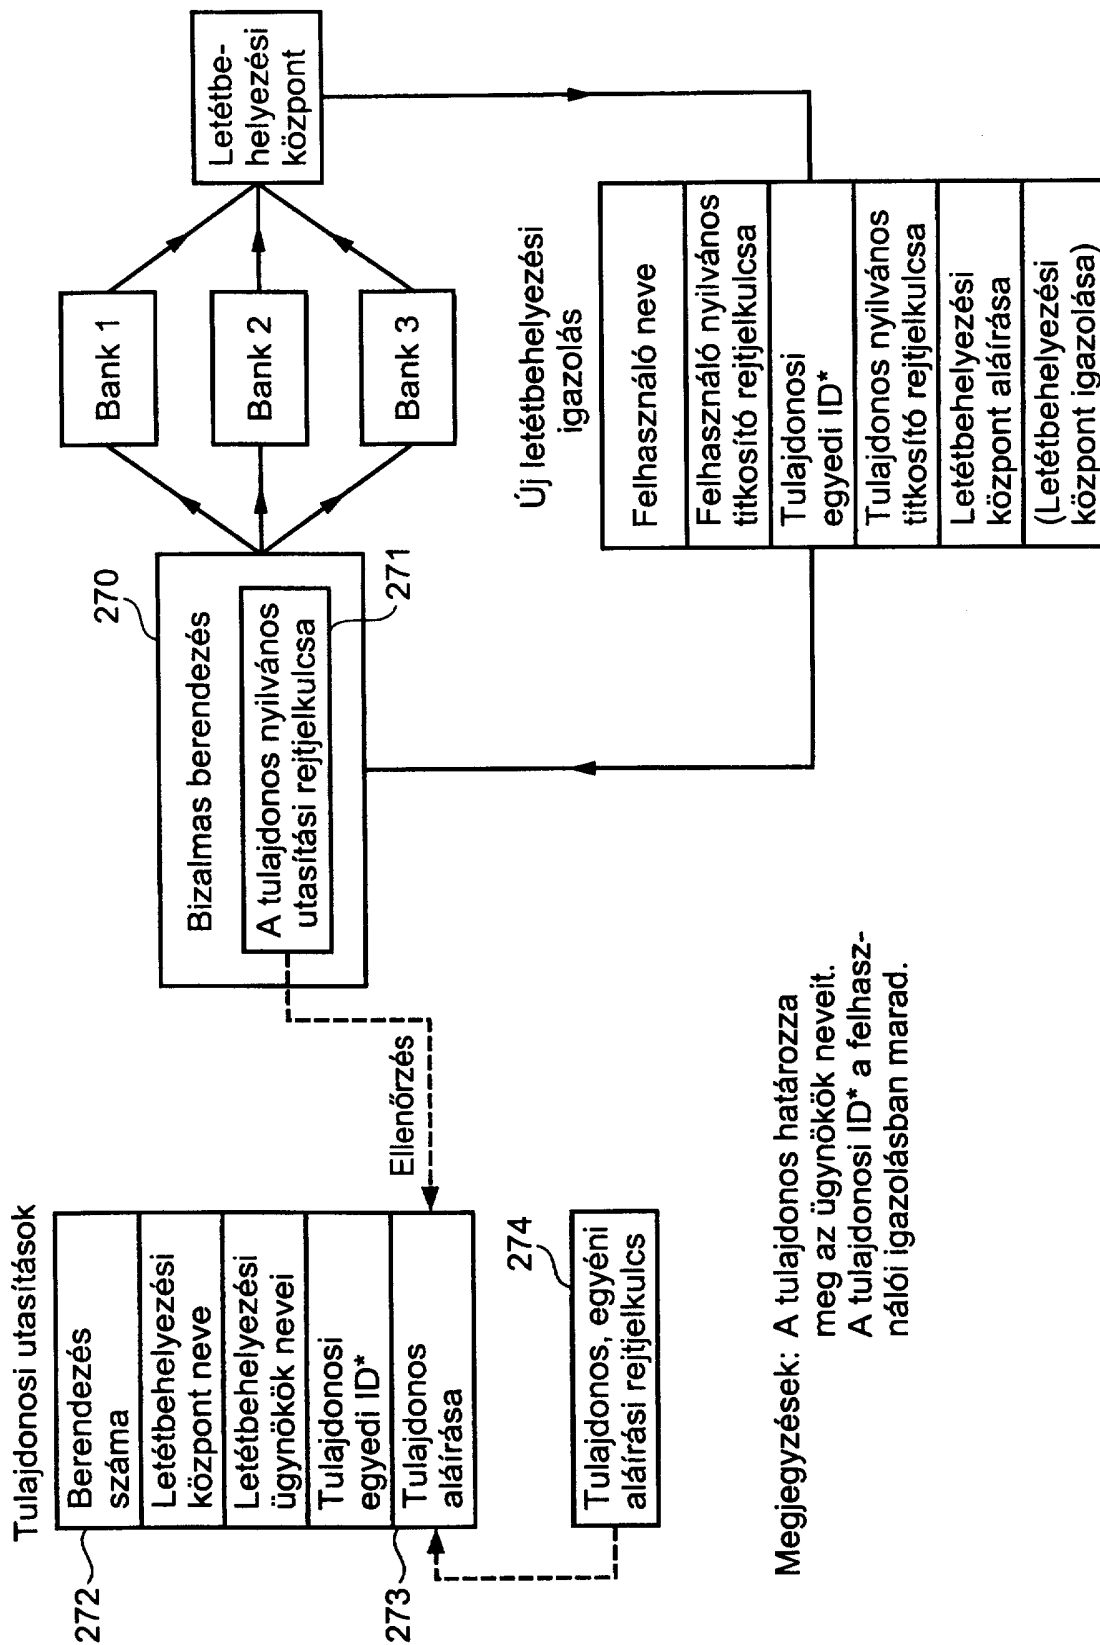 Tulajdonosi utasítások
272
Berendezés
száma
Letétbehelyezési
központ neve
Letétbehelyezési
ügynökök nevei
Tulajdonosi
egyedi ID*
273
Tulajdonos
aláírása
274
Tulajdonos, egyéni
aláírási rejtjelkulcs
Ellenőrzés
270
Bizalmas berendezés
A tulajdonos nyilvános
utasítási rejtjelkulcsa
271
Bank 1
Bank 2
Bank 3
Letétbe-
helyezési
központ
Új letétbehelyezési
igazolás
Felhasználó neve
Felhasználó nyilvános
titkosító rejtjelkulcsa
Tulajdonosi
egyedi ID*
Tulajdonos nyilvános
titkosító rejtjelkulcsa
Letétbehelyezési
központ aláírása
(Letétbehelyezési
központ igazolása)
Megjegyzések: A tulajdonos határozza
meg az ügynökök neveit.
A tulajdonosi ID* a felhasz-
nálói igazolásban marad.